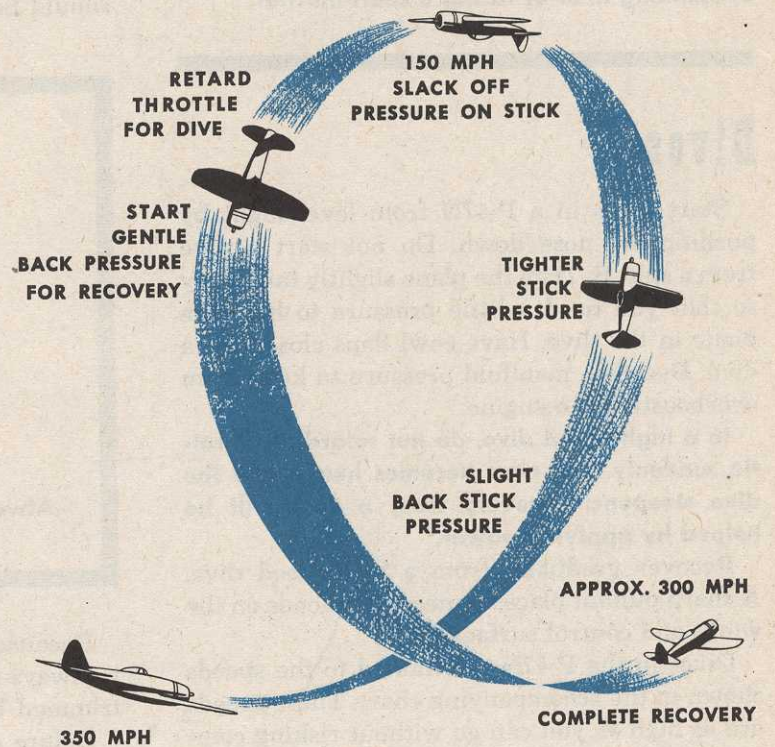 150 MPH
SLACK OFF
PRESSURE ON STICK
RETARD
THROTTLE
FOR DIVE
START
GENTLE
BACK PRESSURE
FOR RECOVERY
TIGHTER
STICK
PRESSURE
SLIGHT
BACK STICK
PRESSURE
APPROX. 300 MPH
COMPLETE RECOVERY
350 MPH